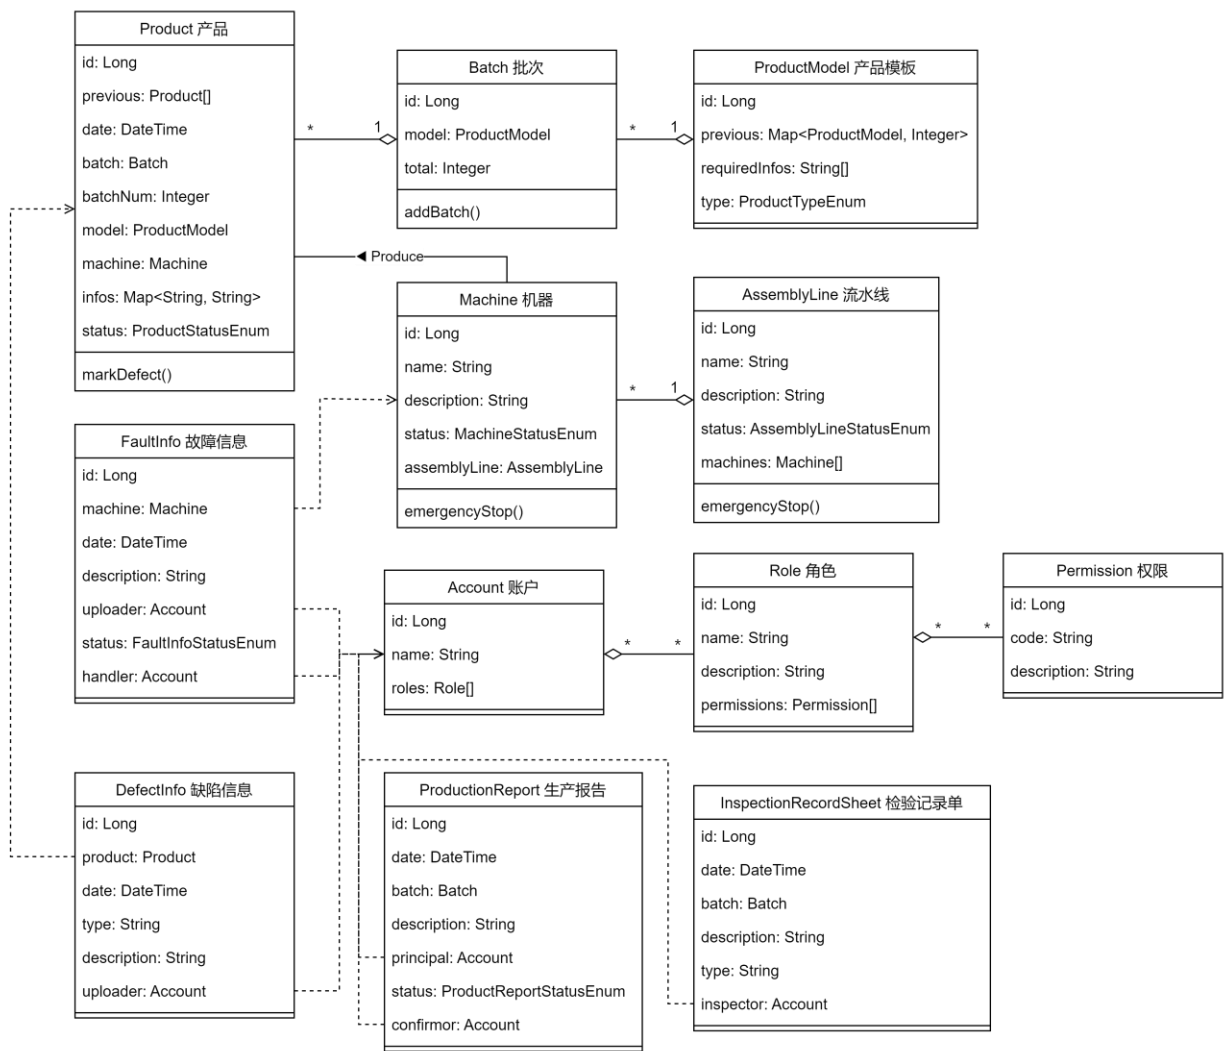 Product 产品
id: Long
previous: Product[]
date: DateTime
batch: Batch
batchNum: Integer
model: ProductModel
machine: Machine
infos: Map<String, String>
status: ProductStatusEnum
markDefect()
*
1
Batch 批次
id: Long
model: ProductModel
total: Integer
addBatch()
*
1
ProductModel 产品模板
id: Long
previous: Map<ProductModel, Integer>
requiredInfos: String[]
type: ProductTypeEnum
◀ Produce
Machine 机器
id: Long
name: String
description: String
status: MachineStatusEnum
assemblyLine: AssemblyLine
emergencyStop()
*
1
AssemblyLine 流水线
id: Long
name: String
description: String
status: AssemblyLineStatusEnum
machines: Machine[]
emergencyStop()
FaultInfo 故障信息
id: Long
machine: Machine
date: DateTime
description: String
uploader: Account
status: FaultInfoStatusEnum
handler: Account
Account 账户
id: Long
name: String
roles: Role[]
*
*
Role 角色
id: Long
name: String
description: String
permissions: Permission[]
*
*
Permission 权限
id: Long
code: String
description: String
DefectInfo 缺陷信息
id: Long
product: Product
date: DateTime
type: String
description: String
uploader: Account
ProductionReport 生产报告
id: Long
date: DateTime
batch: Batch
description: String
principal: Account
status: ProductReportStatusEnum
confirmor: Account
InspectionRecordSheet 检验记录单
id: Long
date: DateTime
batch: Batch
description: String
type: String
inspector: Account